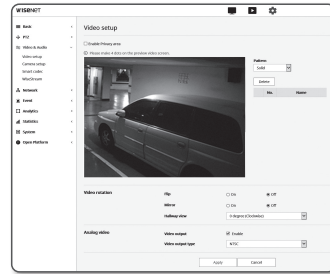 wisenet
Basic
PTZ
Video & Audio
Video setup
Camera setup
Smart codec
WiseStream
Network
Event
Analytics
Statistics
System
Open Platform
Video setup
Enable Privacy area
Please make 4 dots on the preview video screen.
Pattern
Solid
Delete
No. Name
Video rotation
Flip
On Off
Mirror
On Off
Hallway view
0 degree (Clockwise)
Analog video
Video output
Enable
Video output type
NTSC
Apply Cancel